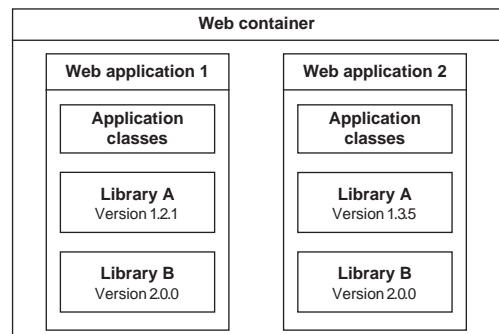 Web container
Web application 1
Application
classes
Library A
Version 1.2.1
Library B
Version 2.0.0
Web application 2
Application
classes
Library A
Version 1.3.5
Library B
Version 2.0.0